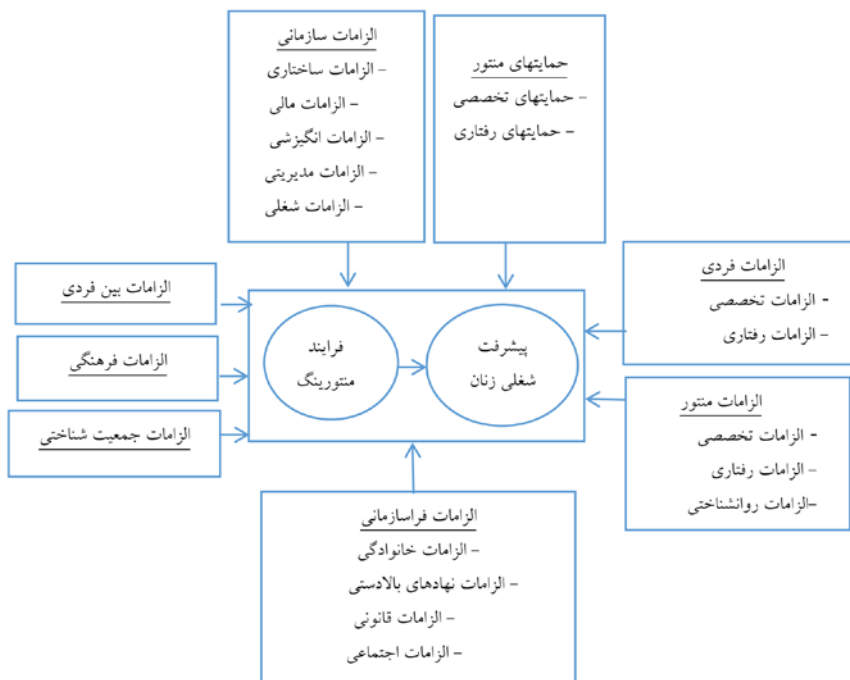 الزامات سازمانی
- الزامات ساختاری
- الزامات مالی
- الزامات انگیزشی
- الزامات مدیریتی
- الزامات شغلی
حمایتهای منتور
- حمایتهای تخصصی
- حمایتهای رفتاری
الزامات فردی
- الزامات تخصصی
- الزامات رفتاری
الزامات منتور
- الزامات تخصصی
- الزامات رفتاری
-الزامات روانشناختی
پیشرفت
شغلی زنان
فرایند
منتورینگ
الزامات بین فردی
الزامات فرهنگی
الزامات جمعیت شناختی
الزامات فراسازمانی
- الزامات خانوادگی
- الزامات نهادهای بالادستی
- الزامات قانونی
- الزامات اجتماعی